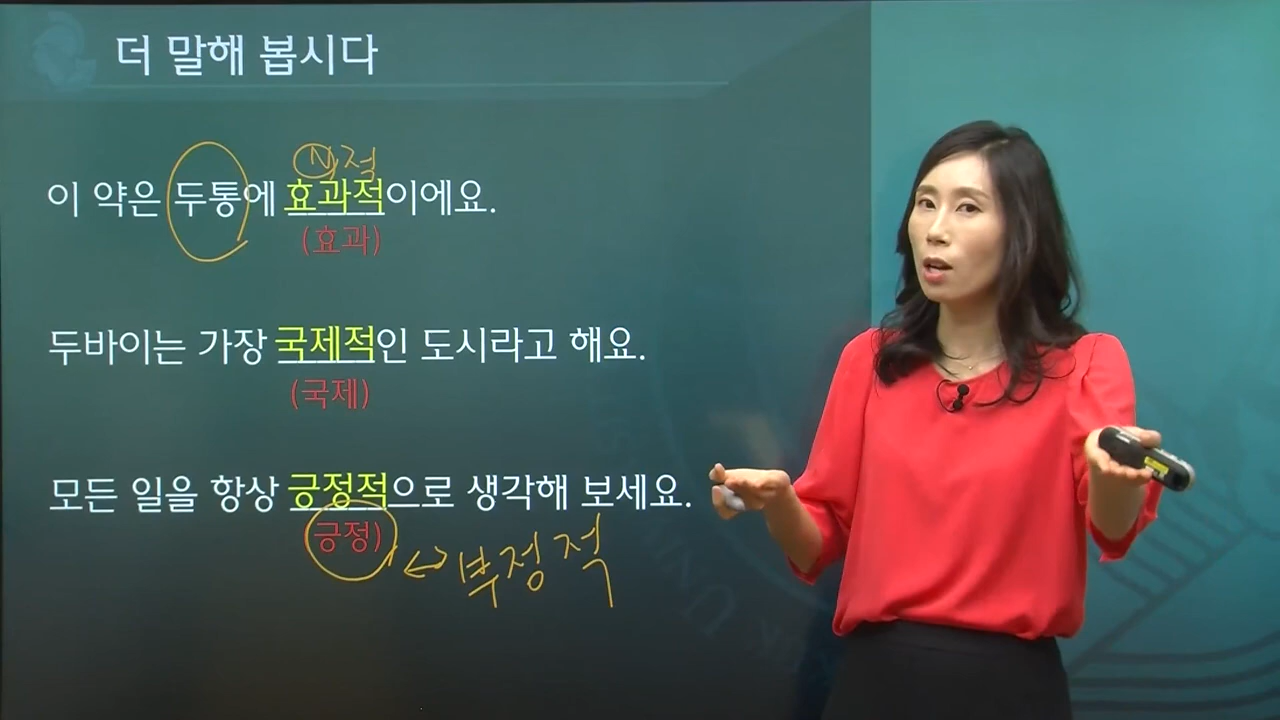 더 말해 봅시다
N적
이 약은 두통에 효과적이에요.
(효과)
두바이는 가장 국제적인 도시라고 해요.
(국제)
모든 일을 항상 긍정적으로 생각해 보세요.
(긍정)
↔ 부정적